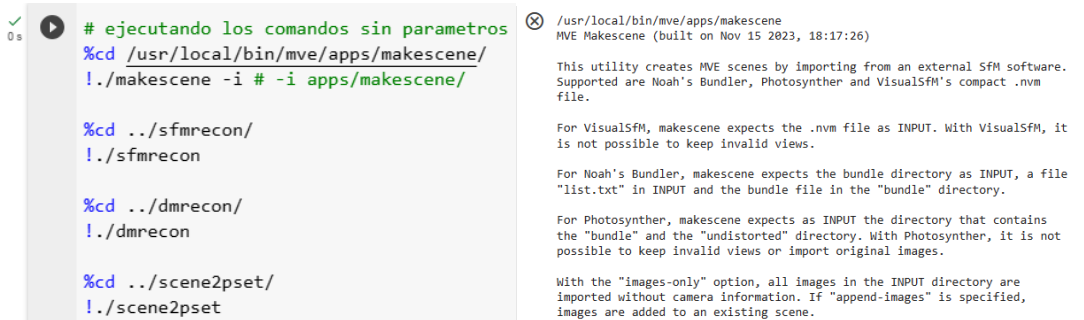 0 s
# ejecutando los comandos sin parametros
%cd /usr/local/bin/mve/apps/makescene/
!./makescene -i # -i apps/makescene/
%cd ../sfmrecon/
!./sfmrecon
%cd ../dmrecon/
!./dmrecon
%cd ../scene2pset/
!./scene2pset
/usr/local/bin/mve/apps/makescene
MVE Makescene (built on Nov 15 2023, 18:17:26)
This utility creates MVE scenes by importing from an external SfM software.
Supported are Noah's Bundler, Photosynther and VisualSfM's compact .nvm
file.
For VisualSfM, makescene expects the .nvm file as INPUT. With VisualSfM, it
is not possible to keep invalid views.
For Noah's Bundler, makescene expects the bundle directory as INPUT, a file
"list.txt" in INPUT and the bundle file in the "bundle" directory.
For Photosynther, makescene expects as INPUT the directory that contains
the "bundle" and the "undistorted" directory. With Photosynther, it is not
possible to keep invalid views or import original images.
With the "images-only" option, all images in the INPUT directory are
imported without camera information. If "append-images" is specified,
images are added to an existing scene.